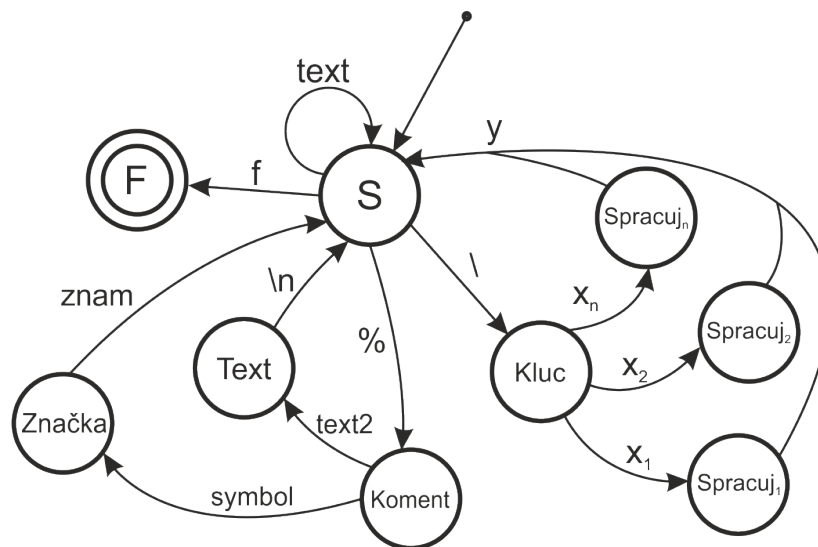 text
y
F
f
S
Spracujₙ
\
znam
\n
xₙ
%
Spracuj₂
Text
Kluc
x₂
Značka
text2
x₁
symbol
Koment
Spracuj₁